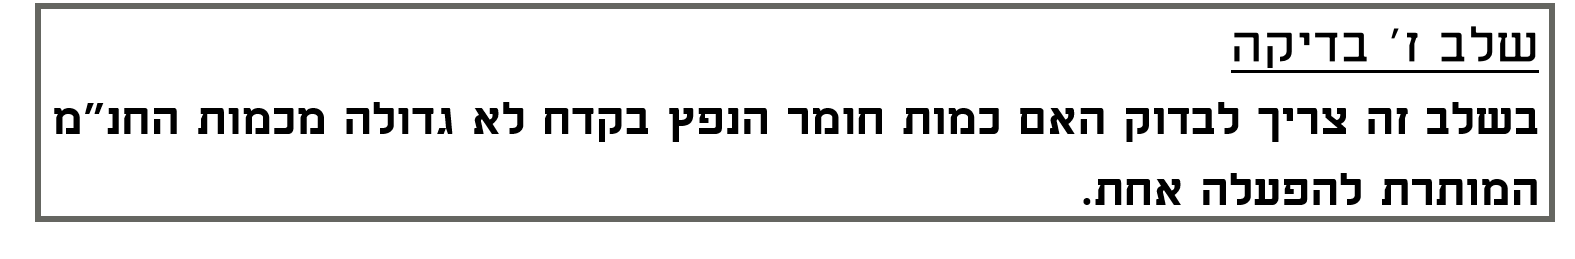 שלב ז׳ בדיקה
בשלב זה צריך לבדוק האם כמות חומר הנפץ בקדח לא גדולה מכמות החנ״מ
המותרת להפעלה אחת.